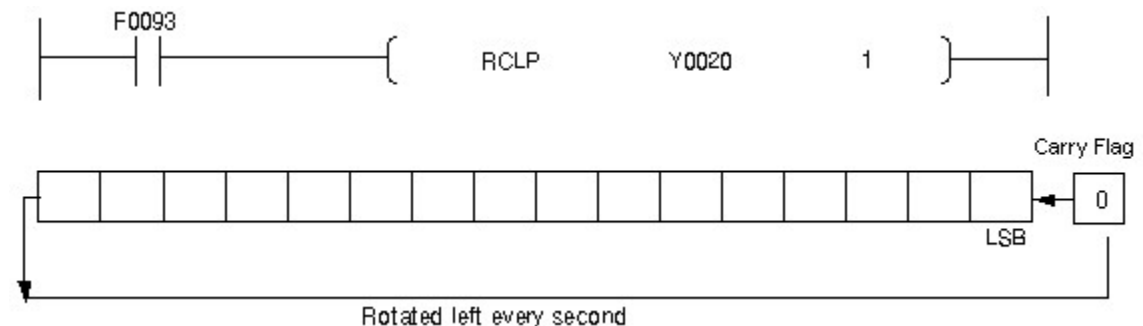 F0093
RCLP Y0020 1
Carry Flag
0
LSB
Rotated left every second